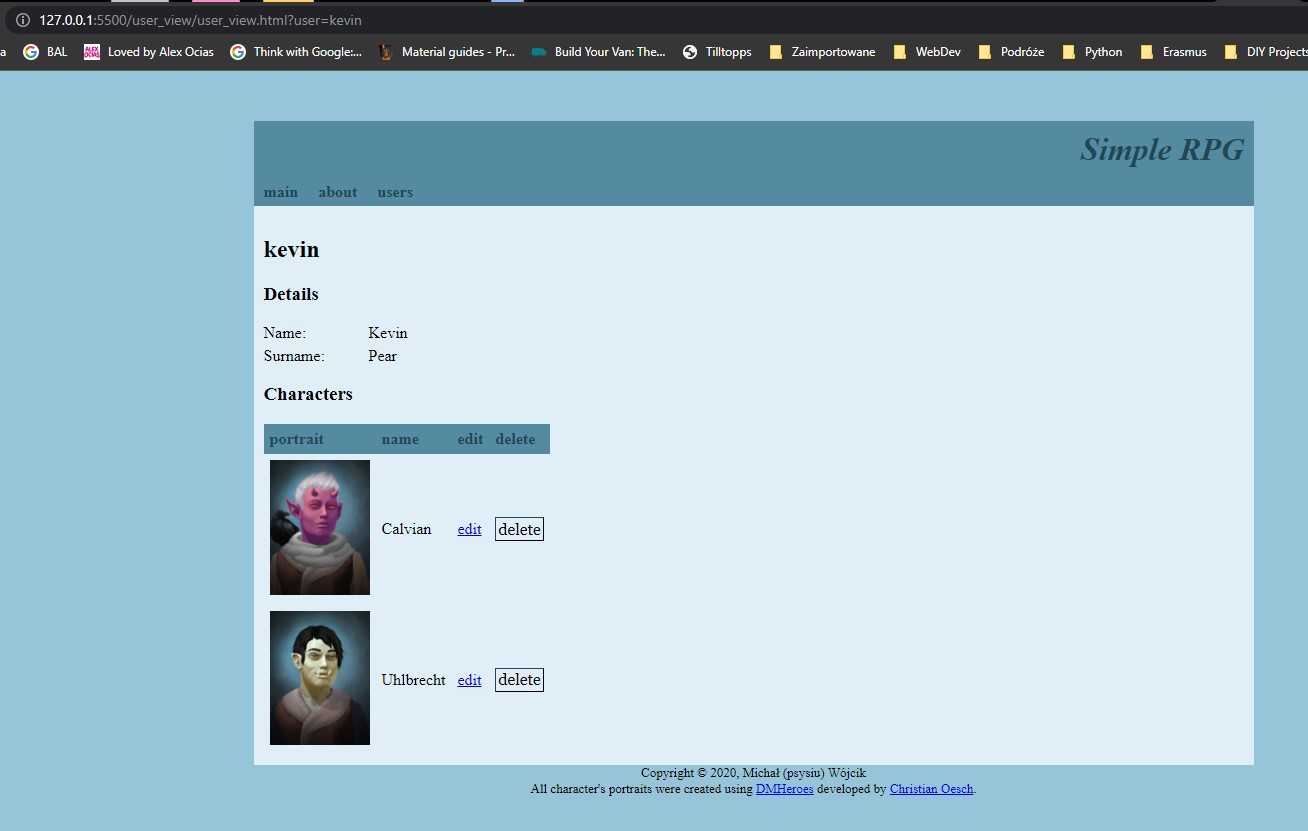 127.0.0.1:5500/user_view/user_view.html?user=kevin
a BAL ALEX OCIAS Loved by Alex Ocias Think with Google:... Material guides - Pr... Build Your Van: The... Tilltopps Zaimportowane WebDev Podróże Python Erasmus DIY Projects
Simple RPG
main about users
kevin
Details
Name: Kevin
Surname: Pear
Characters
portrait name edit delete
Calvian edit delete
Uhlbrecht edit delete
Copyright © 2020, Michał (psysiu) Wójcik
All character's portraits were created using DMHeroes developed by Christian Oesch.